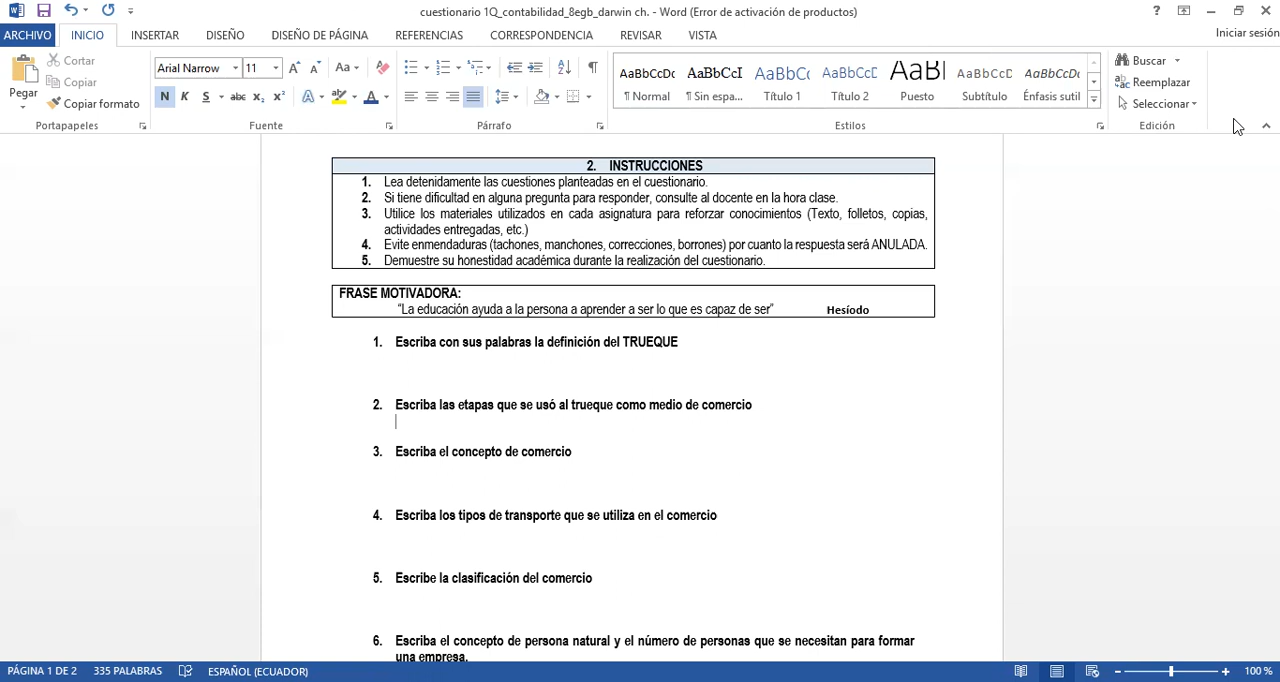 cuestionario 1Q_contabilidad_8egb_darwin ch. - Word (Error de activación de productos)
ARCHIVO INICIO INSERTAR DISEÑO DISEÑO DE PÁGINA REFERENCIAS CORRESPONDENCIA REVISAR VISTA Iniciar sesión
Pegar
Cortar
Copiar
Copiar formato
Portapapeles
Arial Narrow 11 Aa
N K S abc x₂ x² A A
Fuente
Párrafo
AaBbCcDc AaBbCcI AaBbCc AaBbCcD AaBl AaBbCcD AaBbCcDc
¶ Normal ¶ Sin espa... Título 1 Título 2 Puesto Subtítulo Énfasis sutil
Estilos
Buscar
Reemplazar
Seleccionar
Edición
2. INSTRUCCIONES
1. Lea detenidamente las cuestiones planteadas en el cuestionario.
2. Si tiene dificultad en alguna pregunta para responder, consulte al docente en la hora clase.
3. Utilice los materiales utilizados en cada asignatura para reforzar conocimientos (Texto, folletos, copias,
actividades entregadas, etc.)
4. Evite enmendaduras (tachones, manchones, correcciones, borrones) por cuanto la respuesta será ANULADA.
5. Demuestre su honestidad académica durante la realización del cuestionario.
FRASE MOTIVADORA:
“La educación ayuda a la persona a aprender a ser lo que es capaz de ser” Hesíodo
1. Escriba con sus palabras la definición del TRUEQUE
2. Escriba las etapas que se usó al trueque como medio de comercio
3. Escriba el concepto de comercio
4. Escriba los tipos de transporte que se utiliza en el comercio
5. Escribe la clasificación del comercio
6. Escriba el concepto de persona natural y el número de personas que se necesitan para formar
una empresa.
PÁGINA 1 DE 2 335 PALABRAS ESPAÑOL (ECUADOR) 100 %